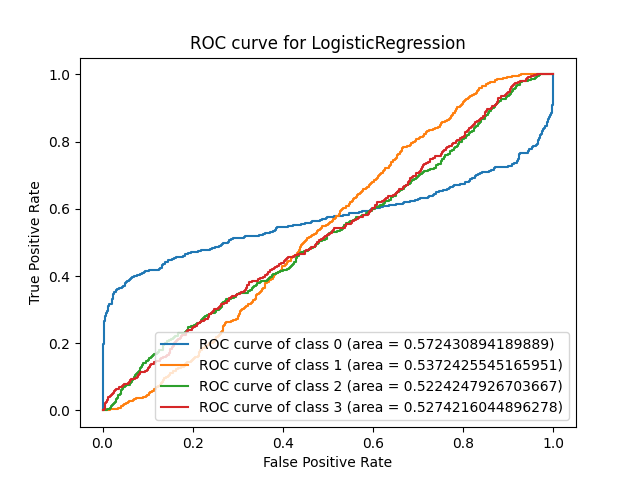 ROC curve for LogisticRegression
1.0
0.8
0.6
0.4
0.2
0.0
True Positive Rate
ROC curve of class 0 (area = 0.572430894189889)
ROC curve of class 1 (area = 0.5372425545165951)
ROC curve of class 2 (area = 0.5224247926703667)
ROC curve of class 3 (area = 0.5274216044896278)
0.0 0.2 0.4 0.6 0.8 1.0
False Positive Rate